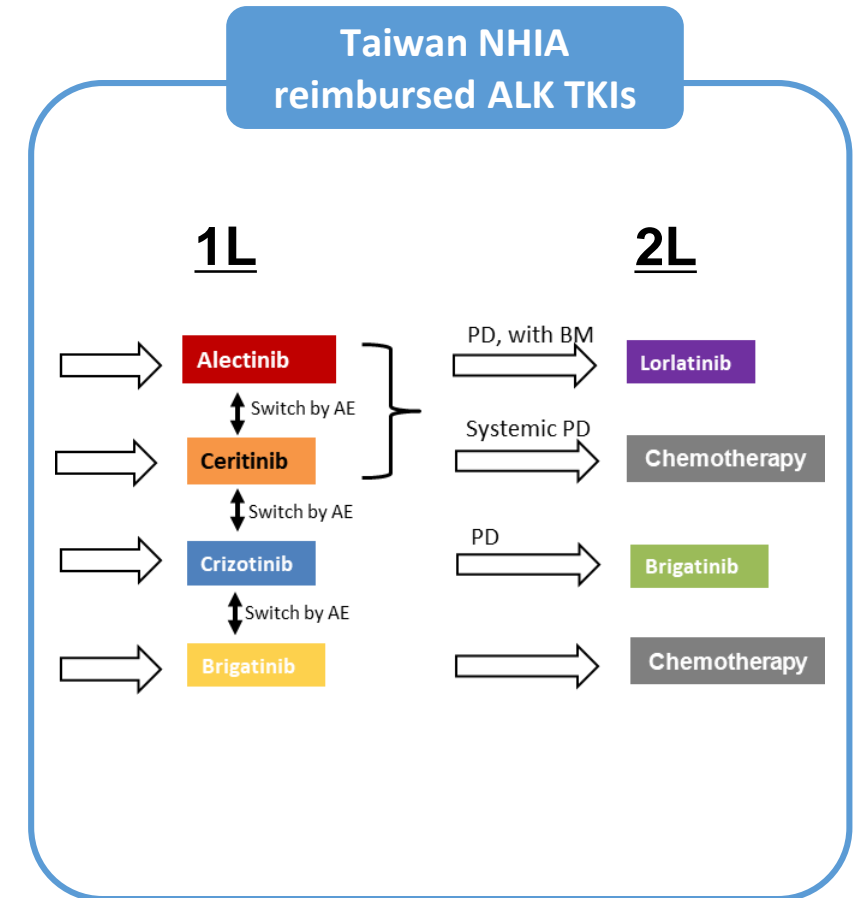 Taiwan NHIA
reimbursed ALK TKIs
1L
2L
PD, with BM
Alectinib
Lorlatinib
Switch by AE
Systemic PD
Ceritinib
Chemotherapy
Switch by AE
PD
Crizotinib
Brigatinib
Switch by AE
Brigatinib
Chemotherapy